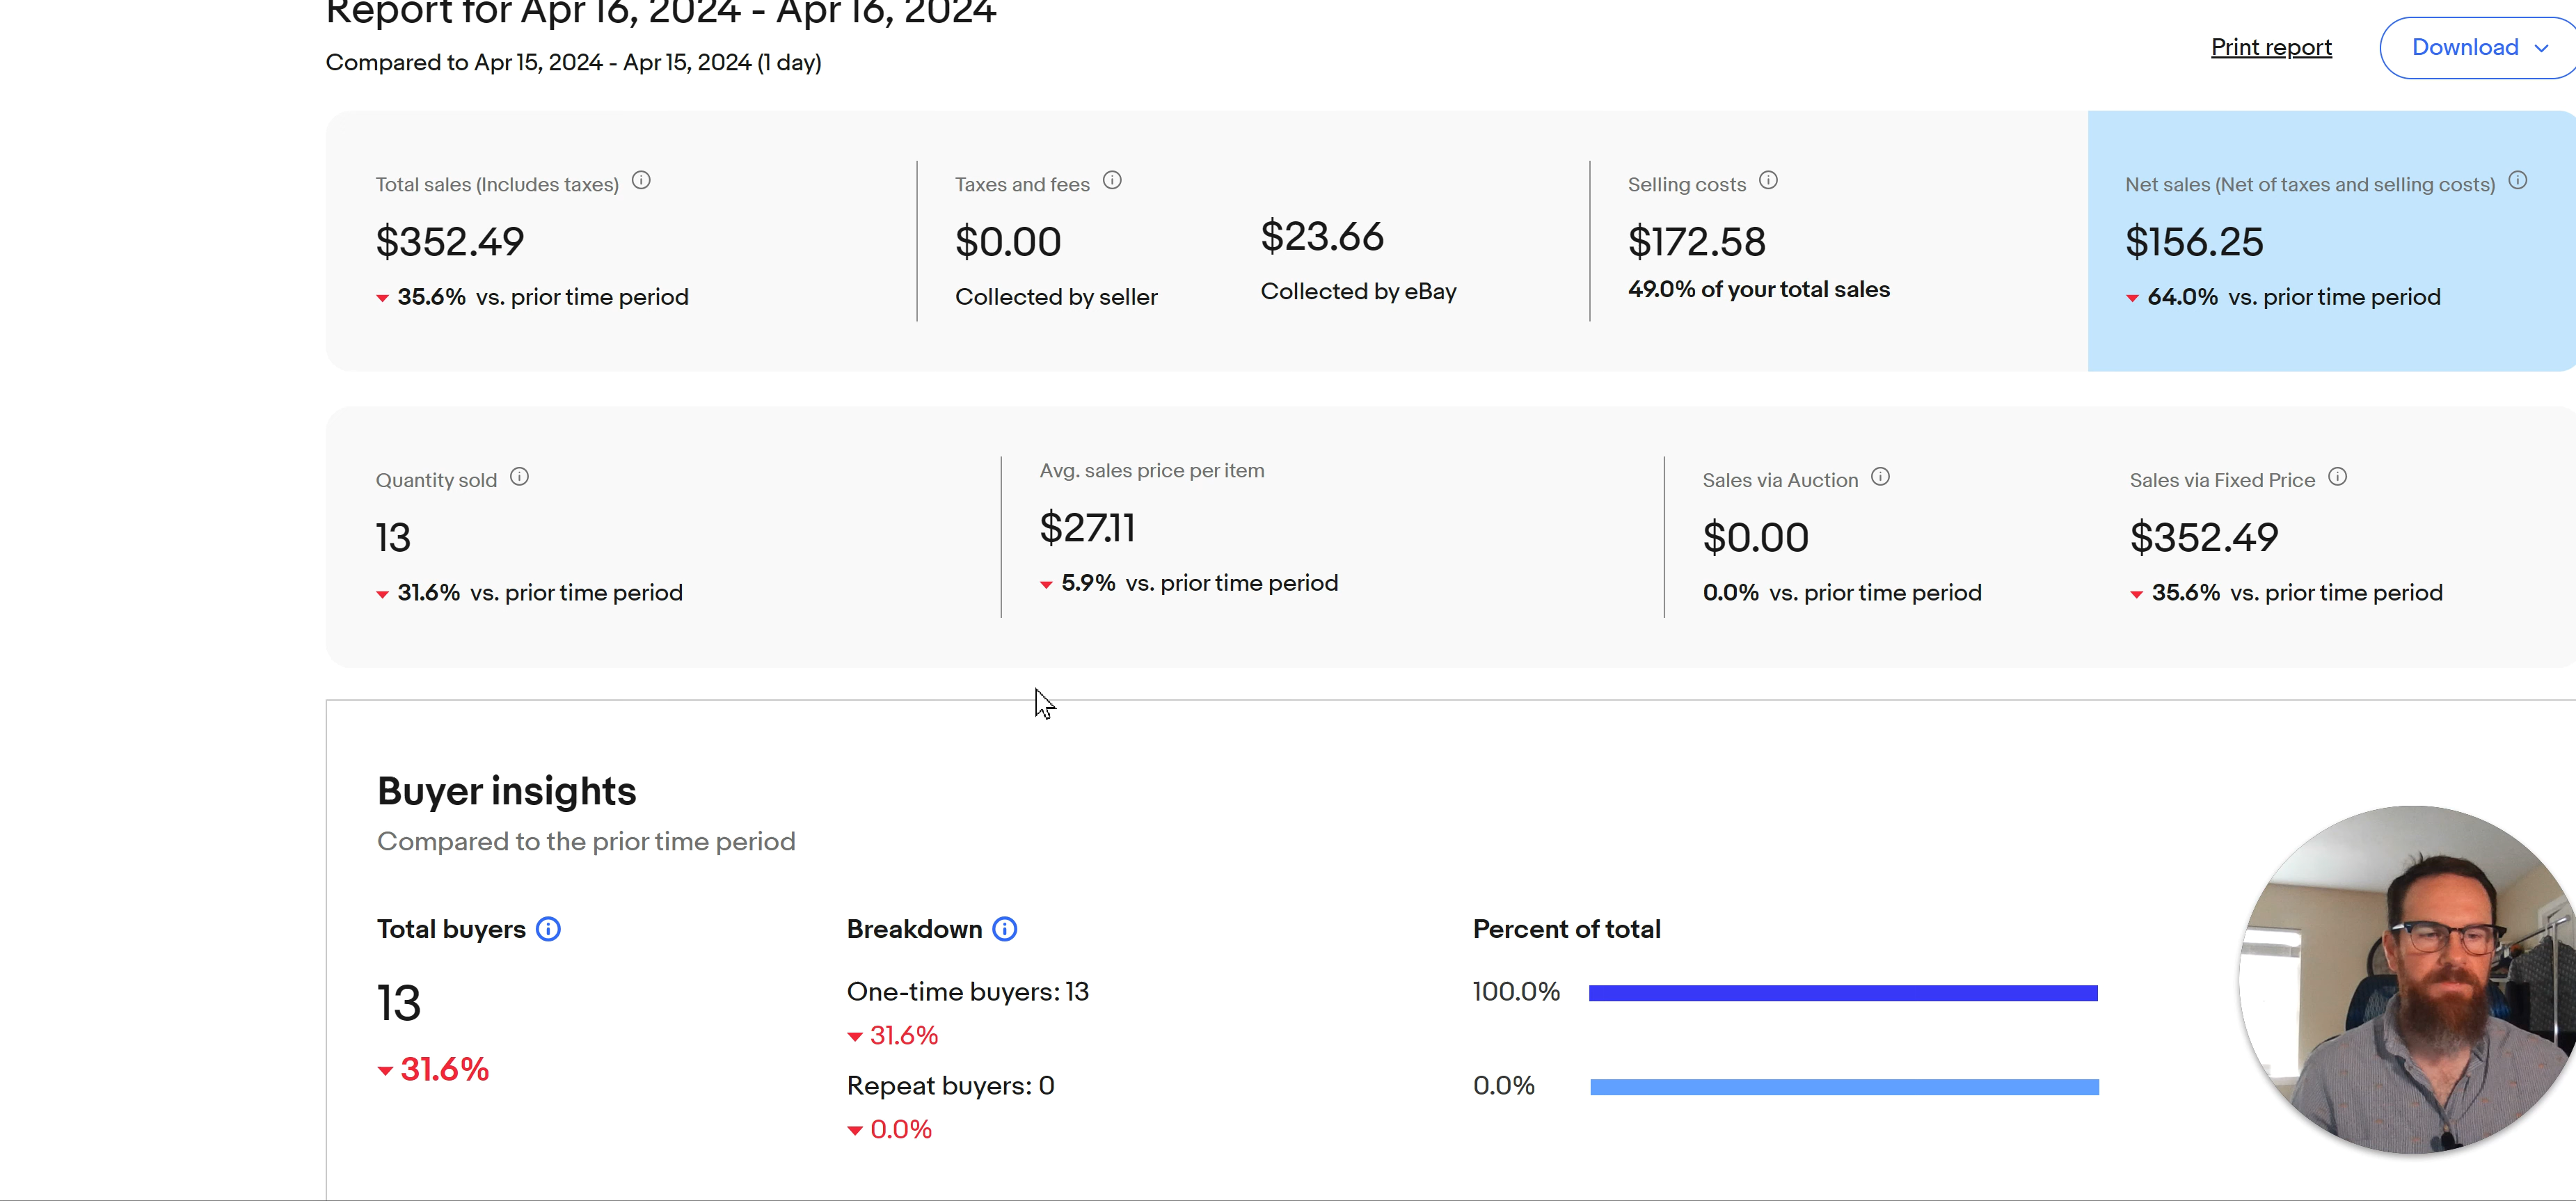 Report for Apr 16, 2024 - Apr 16, 2024
Compared to Apr 15, 2024 - Apr 15, 2024 (1 day)
Print report
Download
Total sales (Includes taxes)
$352.49
35.6% vs. prior time period
Taxes and fees
$0.00
Collected by seller
$23.66
Collected by eBay
Selling costs
$172.58
49.0% of your total sales
Net sales (Net of taxes and selling costs)
$156.25
64.0% vs. prior time period
Quantity sold
13
31.6% vs. prior time period
Avg. sales price per item
$27.11
5.9% vs. prior time period
Sales via Auction
$0.00
0.0% vs. prior time period
Sales via Fixed Price
$352.49
35.6% vs. prior time period
Buyer insights
Compared to the prior time period
Total buyers
13
31.6%
Breakdown
One-time buyers: 13
31.6%
Repeat buyers: 0
0.0%
Percent of total
100.0%
0.0%